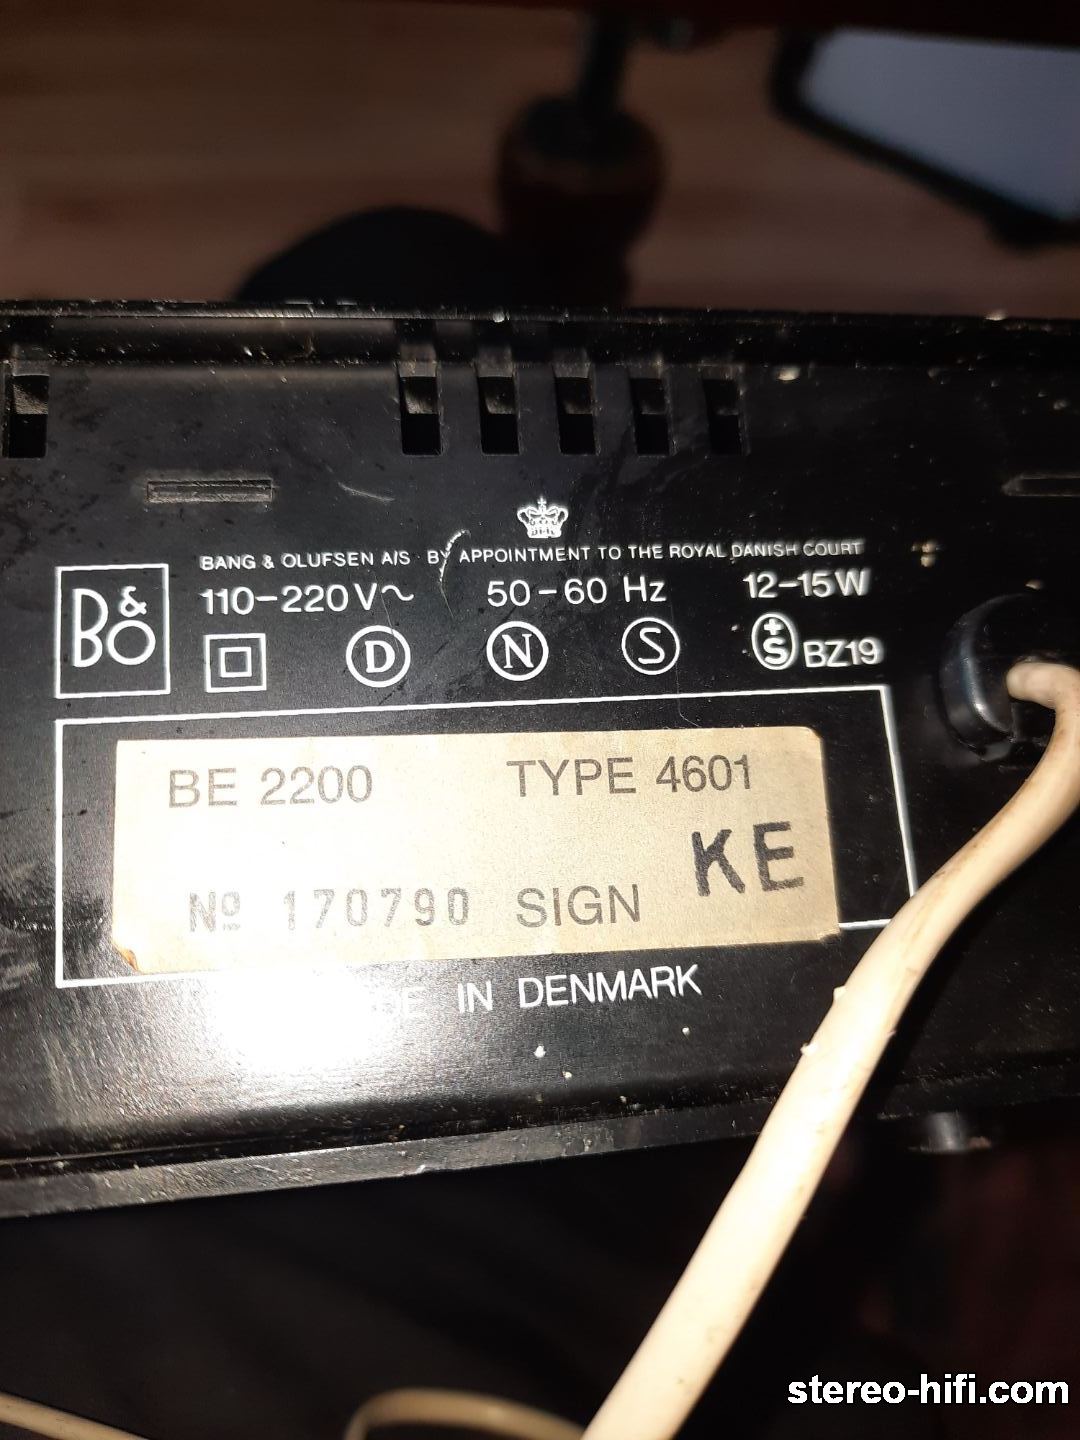 BANG & OLUFSEN A/S · BY APPOINTMENT TO THE ROYAL DANISH COURT
B&O
110-220V~ 50-60 Hz 12-15W
D N S +S BZ19
BE 2200 TYPE 4601
Nº 170790 SIGN KE
DE IN DENMARK
stereo-hifi.com